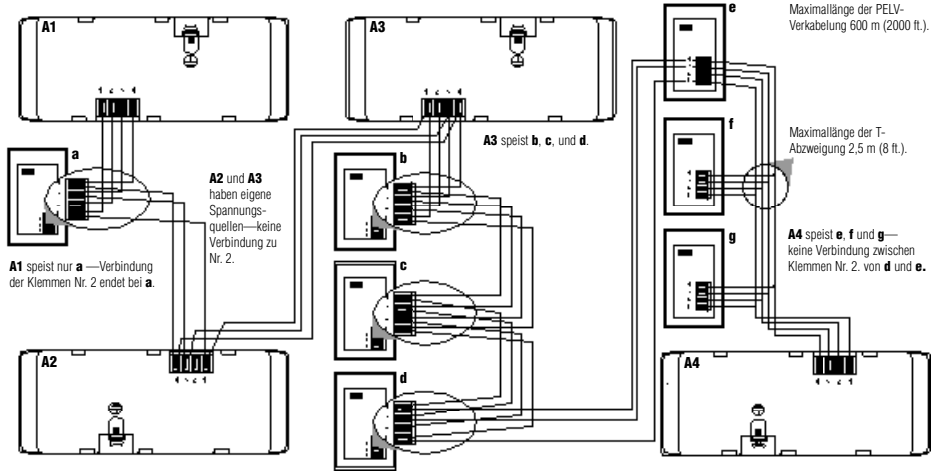 A1
A3
e
Maximallänge der PELV-
Verkabelung 600 m (2000 ft.).
f
Maximallänge der T-
Abzweigung 2,5 m (8 ft.).
A3 speist b, c, und d.
a
b
A2 und A3
haben eigene
Spannungs-
quellen—keine
Verbindung zu
Nr. 2.
g
A4 speist e, f und g—
keine Verbindung zwischen
Klemmen Nr. 2. von d und e.
A1 speist nur a —Verbindung
der Klemmen Nr. 2 endet bei a.
c
A2
d
A4